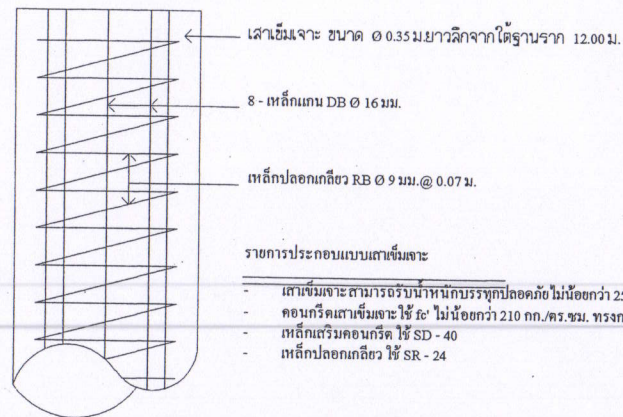 เสาเข็มเจาะ ขนาด Ø 0.35 ม.ยาวลึกจากใต้ฐานราก 12.00 ม.
8 - เหล็กแกน DB Ø 16 มม.
เหล็กปลอกเกลียว RB Ø 9 มม.@ 0.07 ม.
รายการประกอบแบบเสาเข็มเจาะ
- เสาเข็มเจาะสามารถรับน้ำหนักบรรทุกปลอดภัยไม่น้อยกว่า
- คอนกรีตเสาเข็มเจาะใช้ fc' ไม่น้อยกว่า 210 กก./ตร.ซม.
- เหล็กเสริมคอนกรีต ใช้ SD - 40
- เหล็กปลอกเกลียว ใช้ SR - 24